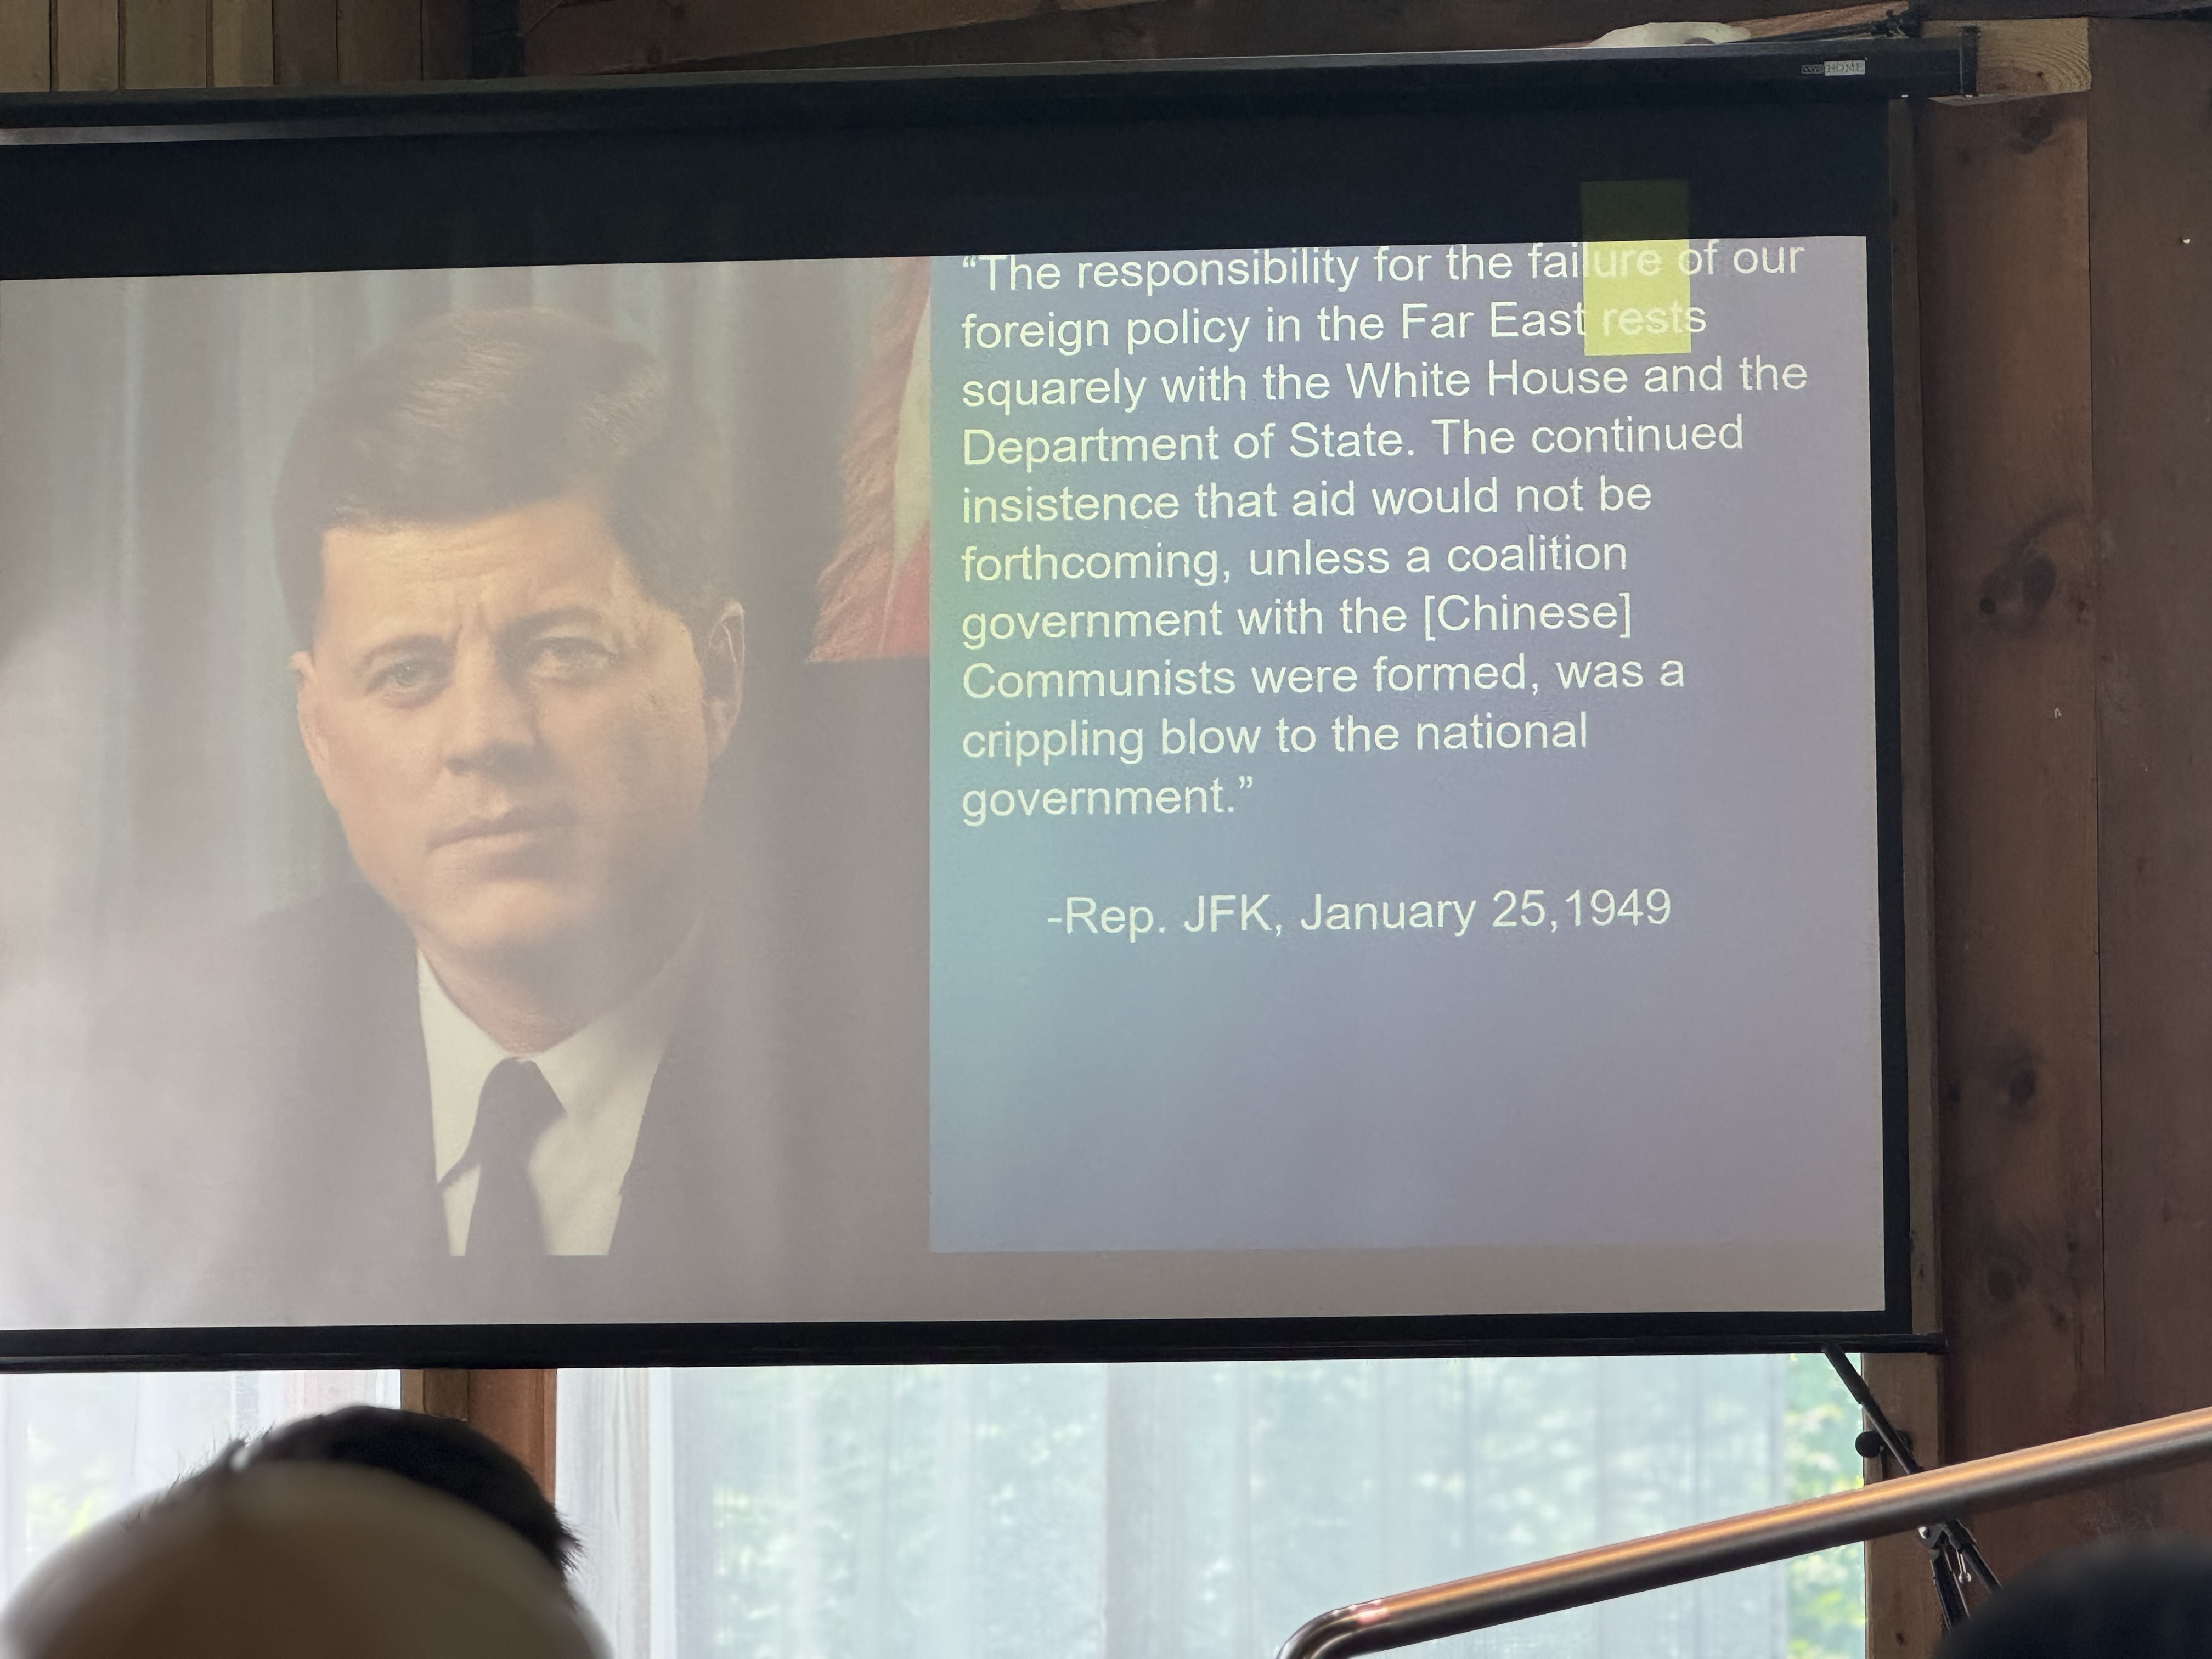 “The responsibility for the failure of our
foreign policy in the Far East rests
squarely with the White House and the
Department of State. The continued
insistence that aid would not be
forthcoming, unless a coalition
government with the [Chinese]
Communists were formed, was a
crippling blow to the national
government.”
-Rep. JFK, January 25,1949
HOME